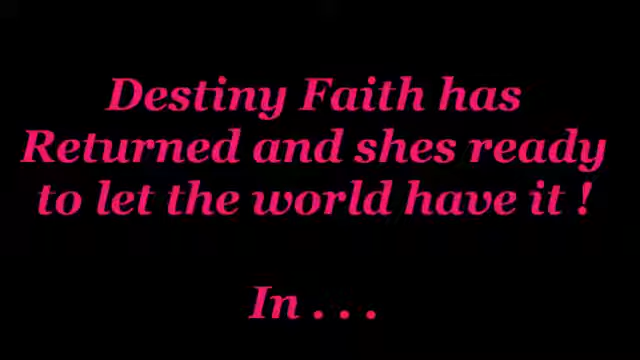 Destiny Faith has
Returned and shes ready
to let the world have it !
In . . .